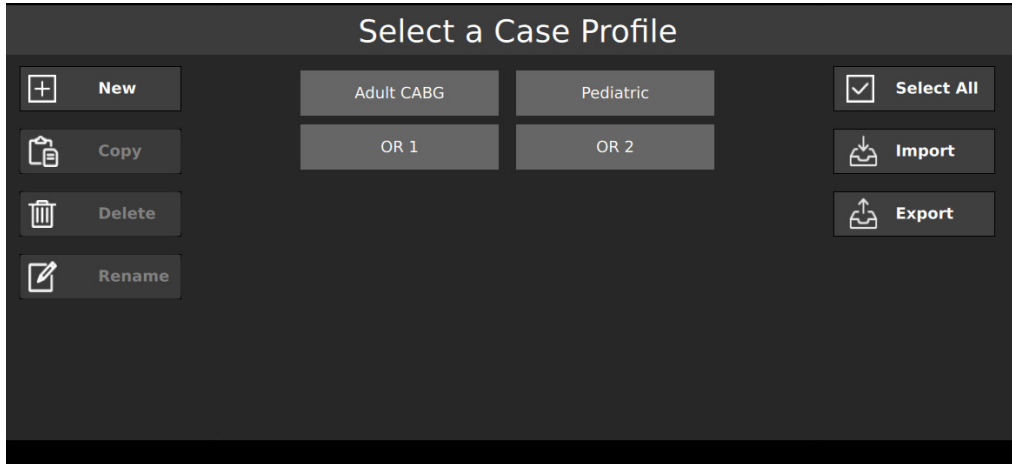 Select a Case Profile
New
Copy
Delete
Rename
Adult CABG
Pediatric
OR 1
OR 2
Select All
Import
Export